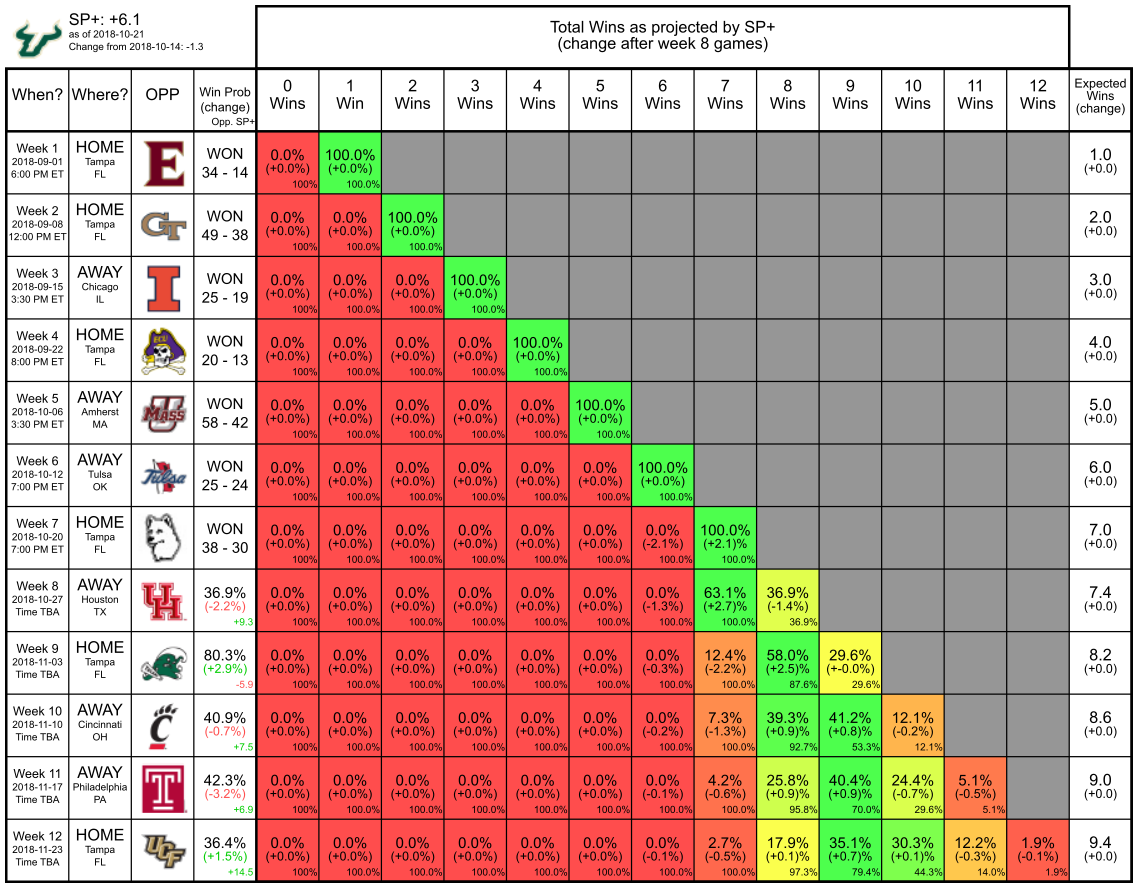 SP+: +6.1
as of 2018-10-21
Change from 2018-10-14: -1.3
Total Wins as projected by SP+
(change after week 8 games)
When? Where? OPP Win Prob (change) Opp. SP+ 0 Wins 1 Win 2 Wins 3 Wins 4 Wins 5 Wins 6 Wins 7 Wins 8 Wins 9 Wins 10 Wins 11 Wins 12 Wins Expected Wins (change)
Week 1 HOME E WON 0.0% 100.0% 1.0
2018-09-01 Tampa (+0.0%) (+0.0%) (+0.0)
6:00 PM ET FL 34 - 14 100% 100.0%
Week 2 HOME GT WON 0.0% 0.0% 100.0% 2.0
2018-09-08 Tampa (+0.0%) (+0.0%) (+0.0%) (+0.0)
12:00 PM ET FL 49 - 38 100% 100.0% 100.0%
Week 3 AWAY I WON 0.0% 0.0% 0.0% 100.0% 3.0
2018-09-15 Chicago (+0.0%) (+0.0%) (+0.0%) (+0.0%) (+0.0)
3:30 PM ET IL 25 - 19 100% 100.0% 100.0% 100.0%
Week 4 HOME ECU WON 0.0% 0.0% 0.0% 0.0% 100.0% 4.0
2018-09-22 Tampa (+0.0%) (+0.0%) (+0.0%) (+0.0%) (+0.0%) (+0.0)
8:00 PM ET FL 20 - 13 100% 100.0% 100.0% 100.0% 100.0%
Week 5 AWAY U MASS WON 0.0% 0.0% 0.0% 0.0% 0.0% 100.0% 5.0
2018-10-06 Amherst (+0.0%) (+0.0%) (+0.0%) (+0.0%) (+0.0%) (+0.0%) (+0.0)
3:30 PM ET MA 58 - 42 100% 100.0% 100.0% 100.0% 100.0% 100.0%
Week 6 AWAY Tulsa WON 0.0% 0.0% 0.0% 0.0% 0.0% 0.0% 100.0% 6.0
2018-10-12 Tulsa (+0.0%) (+0.0%) (+0.0%) (+0.0%) (+0.0%) (+0.0%) (+0.0%) (+0.0)
7:00 PM ET OK 25 - 24 100% 100.0% 100.0% 100.0% 100.0% 100.0% 100.0%
Week 7 HOME WON 0.0% 0.0% 0.0% 0.0% 0.0% 0.0% 0.0% 100.0% 7.0
2018-10-20 Tampa (+0.0%) (+0.0%) (+0.0%) (+0.0%) (+0.0%) (+0.0%) (-2.1%) (+2.1)% (+0.0)
7:00 PM ET FL 38 - 30 100% 100.0% 100.0% 100.0% 100.0% 100.0% 100.0% 100.0%
Week 8 AWAY UH 36.9% 0.0% 0.0% 0.0% 0.0% 0.0% 0.0% 0.0% 63.1% 36.9% 7.4
2018-10-27 Houston (-2.2%) (+0.0%) (+0.0%) (+0.0%) (+0.0%) (+0.0%) (+0.0%) (-1.3%) (+2.7)% (-1.4%) (+0.0)
Time TBA TX +9.3 100% 100.0% 100.0% 100.0% 100.0% 100.0% 100.0% 100.0% 36.9%
Week 9 HOME 80.3% 0.0% 0.0% 0.0% 0.0% 0.0% 0.0% 0.0% 12.4% 58.0% 29.6% 8.2
2018-11-03 Tampa (+2.9%) (+0.0%) (+0.0%) (+0.0%) (+0.0%) (+0.0%) (+0.0%) (-0.3%) (-2.2%) (+2.5)% (+-0.0%) (+0.0)
Time TBA FL -5.9 100% 100.0% 100.0% 100.0% 100.0% 100.0% 100.0% 100.0% 87.6% 29.6%
Week 10 AWAY C 40.9% 0.0% 0.0% 0.0% 0.0% 0.0% 0.0% 0.0% 7.3% 39.3% 41.2% 12.1% 8.6
2018-11-10 Cincinnati (-0.7%) (+0.0%) (+0.0%) (+0.0%) (+0.0%) (+0.0%) (+0.0%) (-0.2%) (-1.3%) (+0.9)% (+0.8)% (-0.2%) (+0.0)
Time TBA OH +7.5 100% 100.0% 100.0% 100.0% 100.0% 100.0% 100.0% 100.0% 92.7% 53.3% 12.1%
Week 11 AWAY T 42.3% 0.0% 0.0% 0.0% 0.0% 0.0% 0.0% 0.0% 4.2% 25.8% 40.4% 24.4% 5.1% 9.0
2018-11-17 Philadelphia (-3.2%) (+0.0%) (+0.0%) (+0.0%) (+0.0%) (+0.0%) (+0.0%) (-0.1%) (-0.6%) (+0.9)% (+0.9)% (-0.7%) (-0.5%) (+0.0)
Time TBA PA +6.9 100% 100.0% 100.0% 100.0% 100.0% 100.0% 100.0% 100.0% 95.8% 70.0% 29.6% 5.1%
Week 12 HOME UCF 36.4% 0.0% 0.0% 0.0% 0.0% 0.0% 0.0% 0.0% 2.7% 17.9% 35.1% 30.3% 12.2% 1.9% 9.4
2018-11-23 Tampa (+1.5%) (+0.0%) (+0.0%) (+0.0%) (+0.0%) (+0.0%) (+0.0%) (-0.1%) (-0.5%) (+0.1)% (+0.7)% (+0.1)% (-0.3%) (-0.1%) (+0.0)
Time TBA FL +14.5 100% 100.0% 100.0% 100.0% 100.0% 100.0% 100.0% 100.0% 97.3% 79.4% 44.3% 14.0% 1.9%